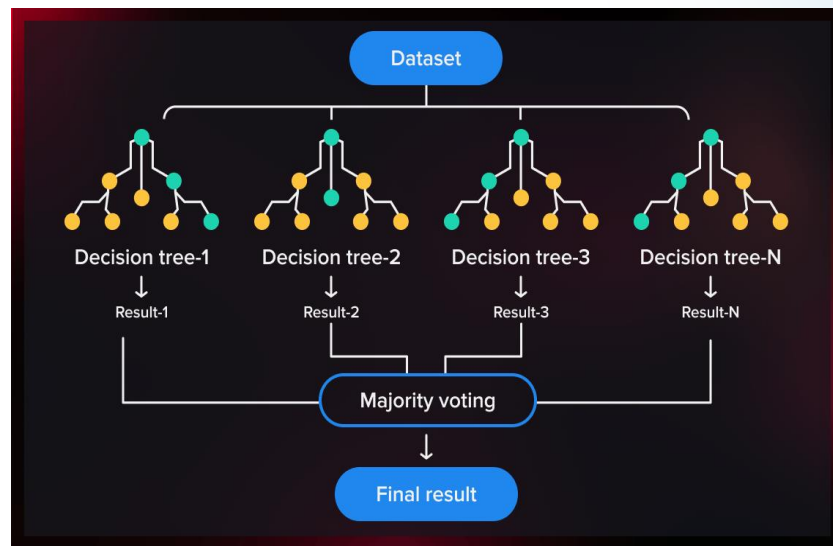 Dataset
Decision tree-1
Decision tree-2
Decision tree-3
Decision tree-N
Result-1
Result-2
Result-3
Result-N
Majority voting
Final result